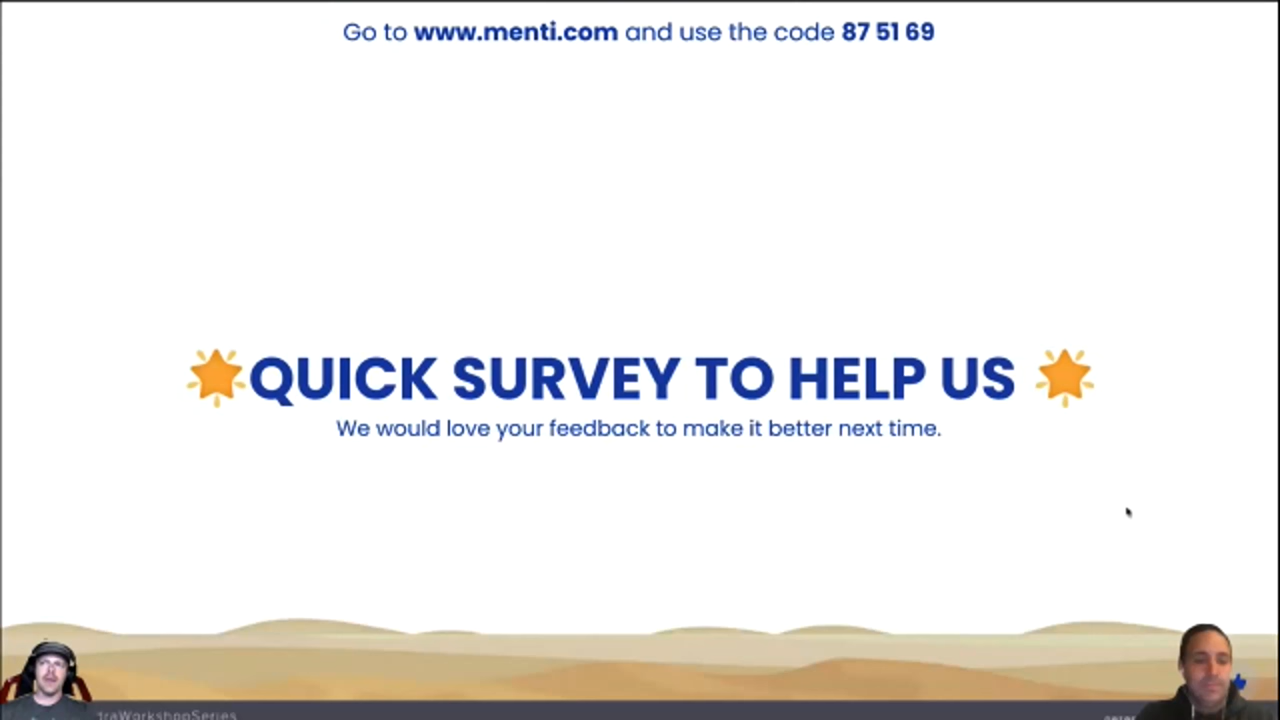 Go to www.menti.com and use the code 87 51 69
QUICK SURVEY TO HELP US
We would love your feedback to make it better next time.
traWorkshopSeries